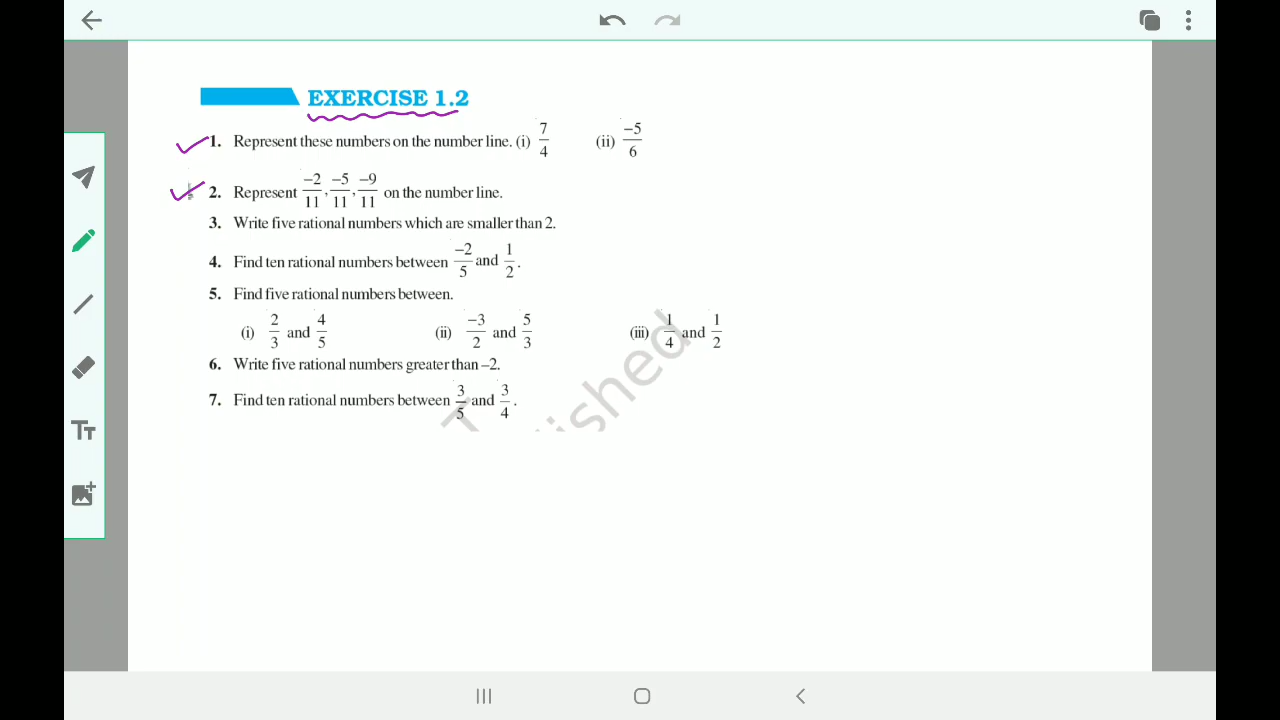 EXERCISE 1.2
1. Represent these numbers on the number line. (i) 7/4 (ii) -5/6
2. Represent -2/11, -5/11, -9/11 on the number line.
3. Write five rational numbers which are smaller than 2.
4. Find ten rational numbers between -2/5 and 1/2.
5. Find five rational numbers between.
(i) 2/3 and 4/5 (ii) -3/2 and 5/3 (iii) 1/4 and 1/2
6. Write five rational numbers greater than –2.
7. Find ten rational numbers between 3/5 and 3/4.
TT